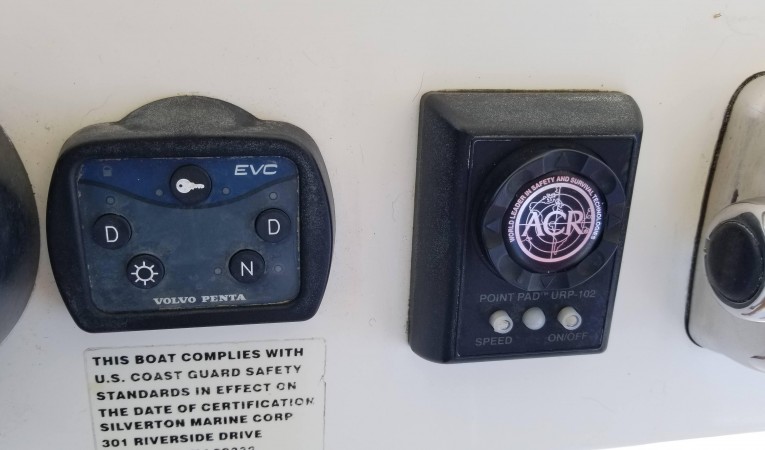 EVC
D
D
N
VOLVO PENTA
WORLD LEADER IN SAFETY AND SURVIVAL TECHNOLOGIES
ACR
POINT PAD™ URP-102
SPEED
ON/OFF
THIS BOAT COMPLIES WITH
U.S. COAST GUARD SAFETY
STANDARDS IN EFFECT ON
THE DATE OF CERTIFICATION
SILVERTON MARINE CORP
301 RIVERSIDE DRIVE